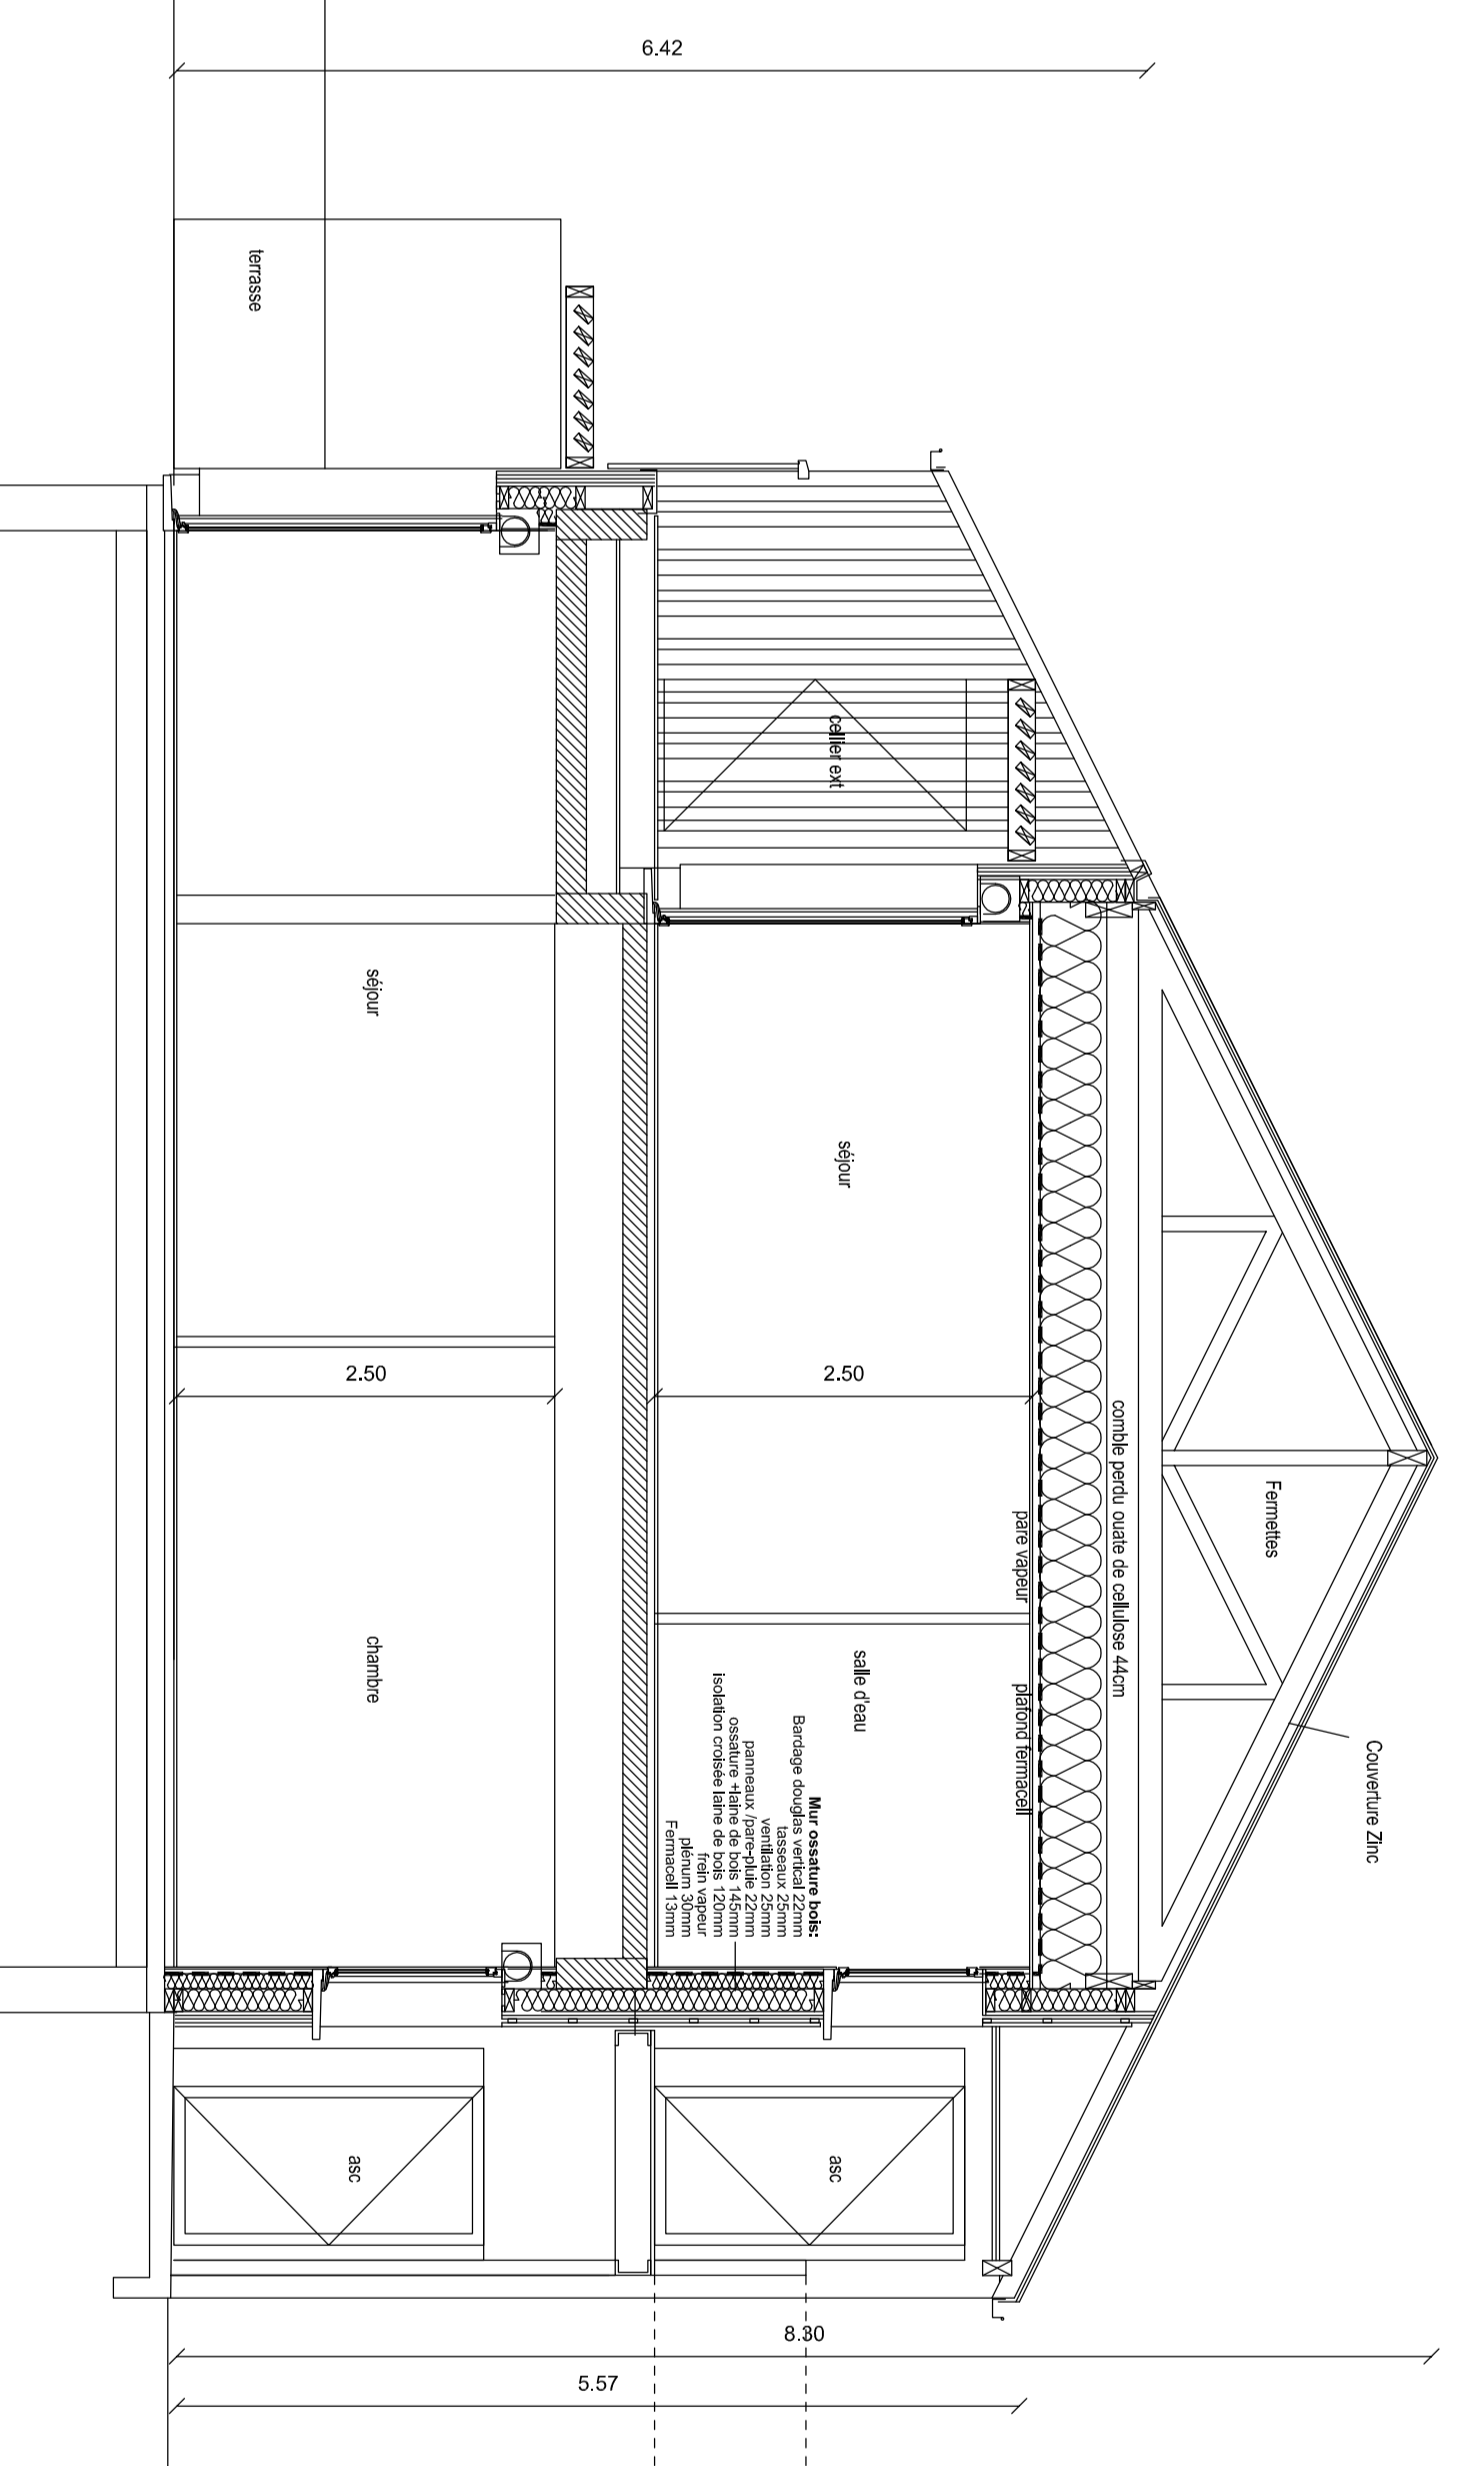 Couverture Zinc
Fermettes
comble perdu ouate de cellulose 44cm
pare vapeur
plafond fermacell
6.42
cellier ext
séjour
2.50
salle d'eau
Mur ossature bois:
Bardage douglas vertical 22mm
tasseaux 25mm
ventilation 25mm
panneaux /pare-pluie 22mm
ossature +laine de bois 145mm
isolation croisée laine de bois 120mm
frein vapeur
plénum 30mm
Fermacell 13mm
asc
8.30
5.57
terrasse
séjour
2.50
chambre
asc